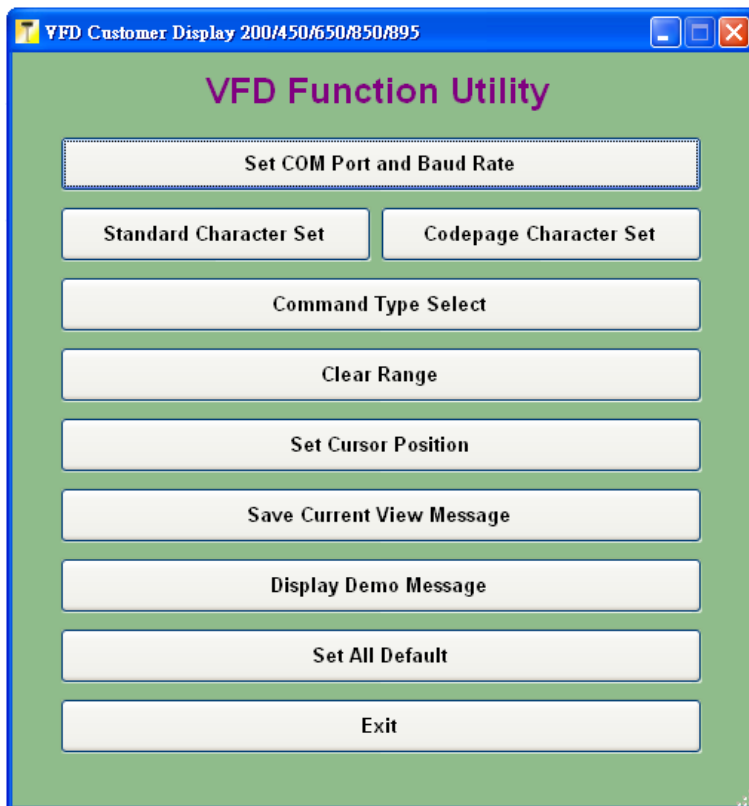 VFD Customer Display 200/450/650/850/895
VFD Function Utility
Set COM Port and Baud Rate
Standard Character Set
Codepage Character Set
Command Type Select
Clear Range
Set Cursor Position
Save Current View Message
Display Demo Message
Set All Default
Exit